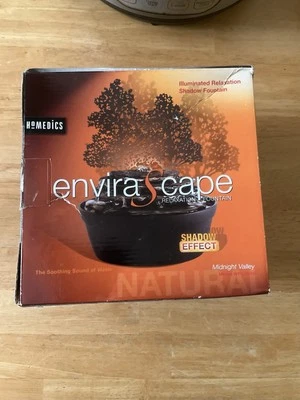 Illuminated Relaxation
Shadow Fountain
HoMEDiCS
enviraScape
RELAXATION FOUNTAIN
SHADOW
EFFECT
The Soothing Sound of Water
NATURAL
Midnight Valley